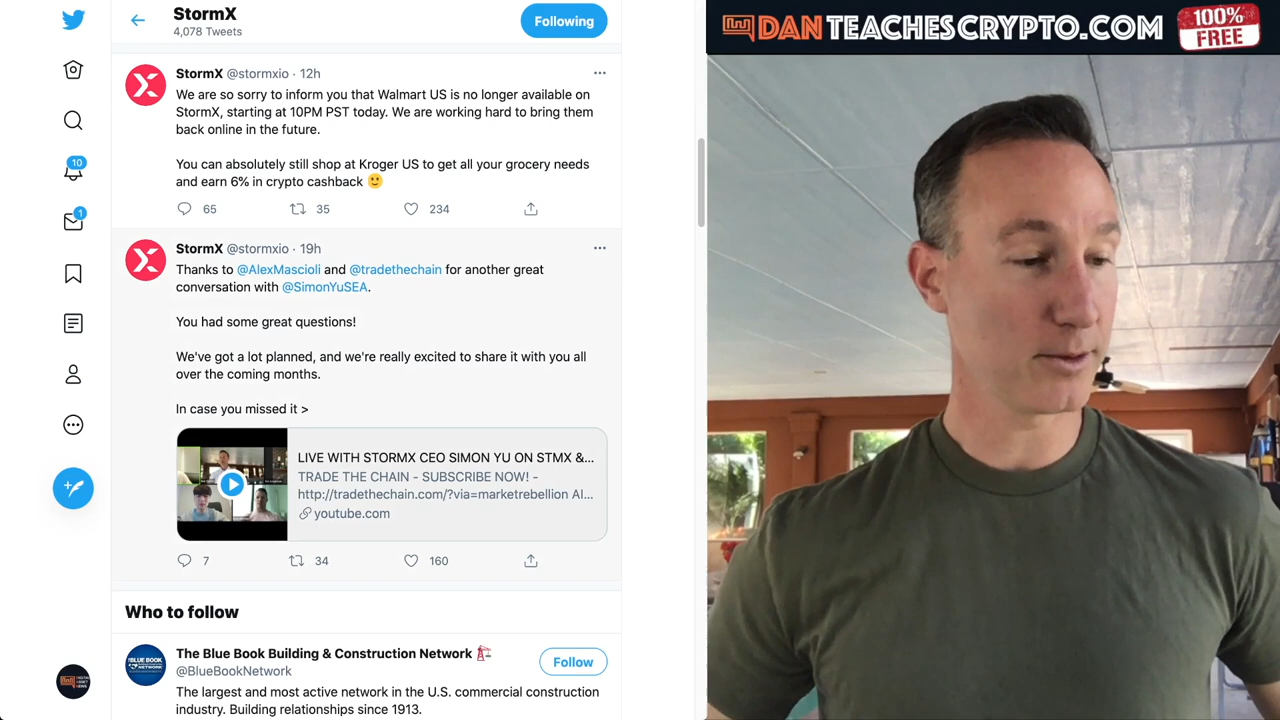 StormX
4,078 Tweets
Following
StormX @stormxio · 12h
We are so sorry to inform you that Walmart US is no longer available on
StormX, starting at 10PM PST today. We are working hard to bring them
back online in the future.
You can absolutely still shop at Kroger US to get all your grocery needs
and earn 6% in crypto cashback 🙂
65 35 234
StormX @stormxio · 19h
Thanks to @AlexMascioli and @tradethechain for another great
conversation with @SimonYuSEA.
You had some great questions!
We've got a lot planned, and we're really excited to share it with you all
over the coming months.
In case you missed it >
LIVE WITH STORMX CEO SIMON YU ON STMX &...
TRADE THE CHAIN - SUBSCRIBE NOW! -
http://tradethechain.com/?via=marketrebellion Al...
youtube.com
7 34 160
Who to follow
The Blue Book Building & Construction Network
@BlueBookNetwork
Follow
The largest and most active network in the U.S. commercial construction
industry. Building relationships since 1913.
10
1
DANTEACHESCRYPTO.COM
100%
FREE